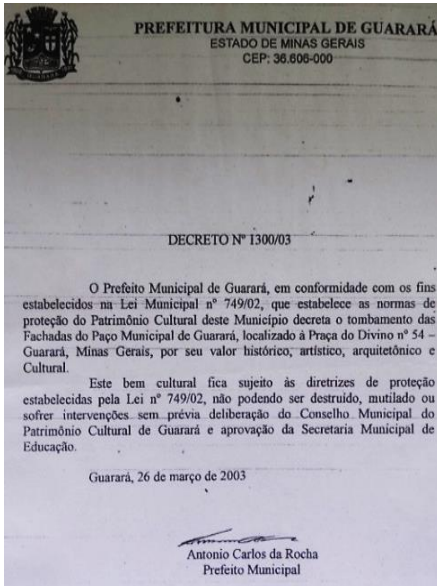 PREFEITURA MUNICIPAL DE GUARARÁ
ESTADO DE MINAS GERAIS
CEP: 36.606-000
DECRETO Nº 1300/03
O Prefeito Municipal de Guarará, em conformidade com os fins
estabelecidos na Lei Municipal nº 749/02, que estabelece as normas de
proteção do Patrimônio Cultural deste Município decreta o tombamento das
Fachadas do Paço Municipal de Guarará, localizado à Praça do Divino nº 54 –
Guarará, Minas Gerais, por seu valor histórico, artístico, arquitetônico e
Cultural.
Este bem cultural fica sujeito às diretrizes de proteção
estabelecidas pela Lei nº 749/02, não podendo ser destruído, mutilado ou
sofrer intervenções sem prévia deliberação do Conselho Municipal do
Patrimônio Cultural de Guarará e aprovação da Secretaria Municipal de
Educação.
Guarará, 26 de março de 2003
Antonio Carlos da Rocha
Prefeito Municipal